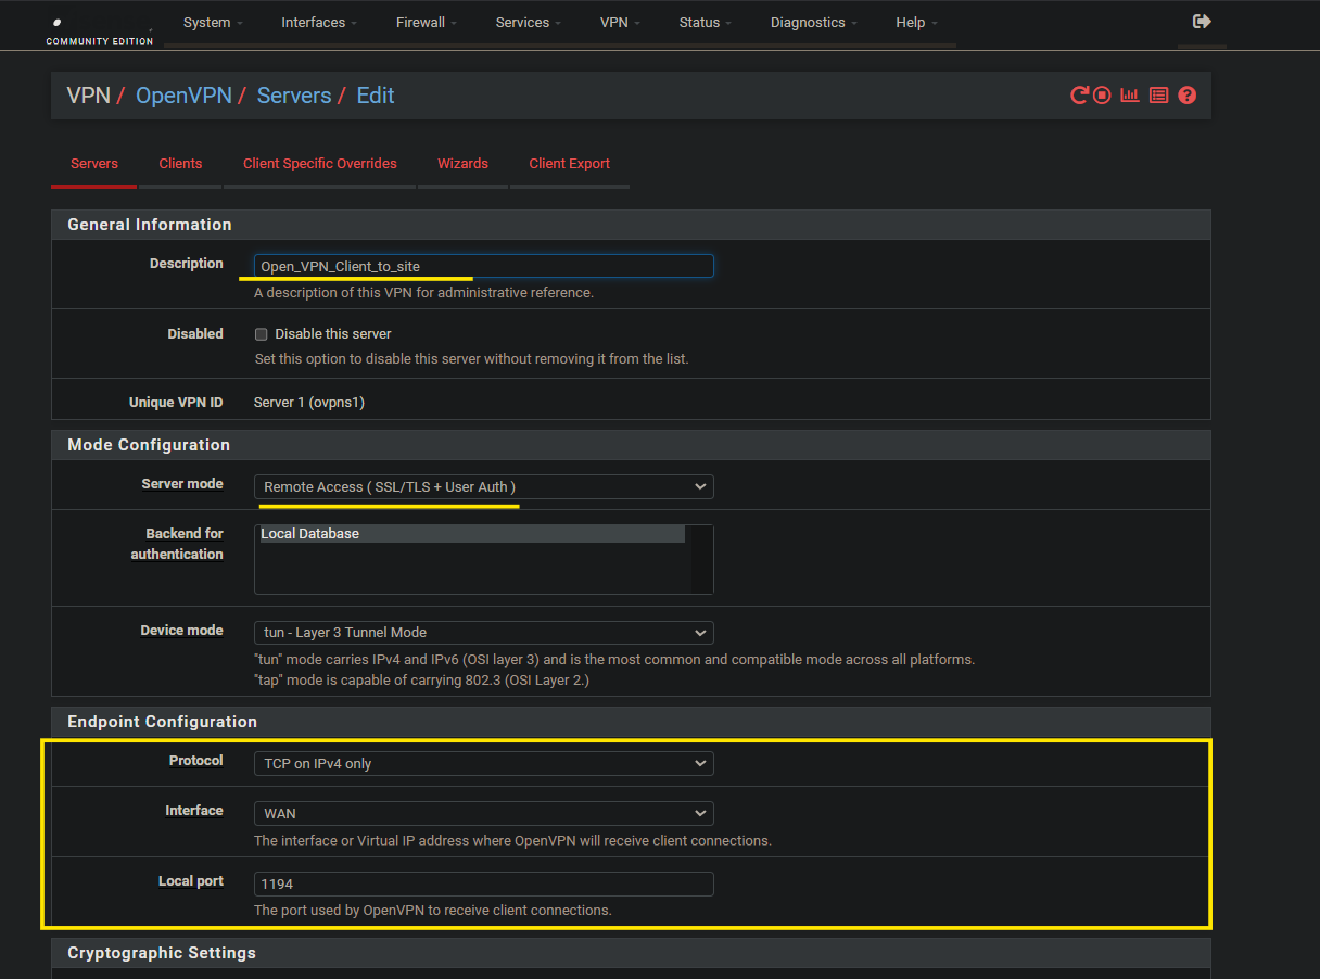 System Interfaces Firewall Services VPN Status Diagnostics Help
COMMUNITY EDITION
VPN / OpenVPN / Servers / Edit
Servers Clients Client Specific Overrides Wizards Client Export
General Information
Description Open_VPN_Client_to_site
A description of this VPN for administrative reference.
Disabled Disable this server
Set this option to disable this server without removing it from the list.
Unique VPN ID Server 1 (ovpns1)
Mode Configuration
Server mode Remote Access ( SSL/TLS + User Auth )
Backend for Local Database
authentication
Device mode tun - Layer 3 Tunnel Mode
"tun" mode carries IPv4 and IPv6 (OSI layer 3) and is the most common and compatible mode across all platforms.
"tap" mode is capable of carrying 802.3 (OSI Layer 2.)
Endpoint Configuration
Protocol TCP on IPv4 only
Interface WAN
The interface or Virtual IP address where OpenVPN will receive client connections.
Local port 1194
The port used by OpenVPN to receive client connections.
Cryptographic Settings